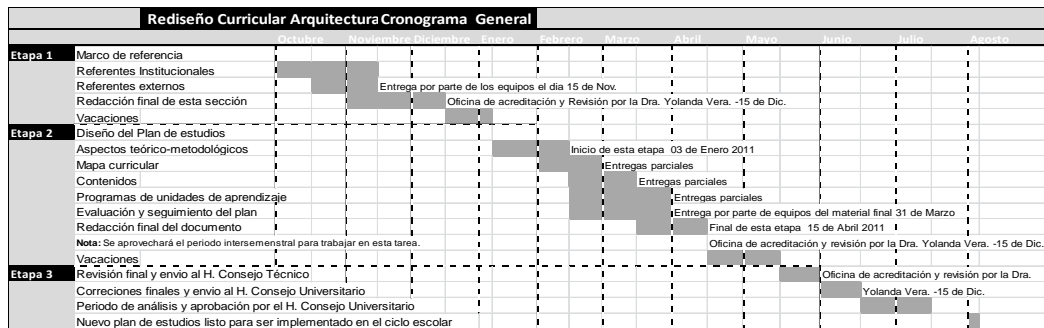 Rediseño Curricular Arquitectura Cronograma General
Octubre Noviembre Diciembre Enero Febrero Marzo Abril Mayo Junio Julio Agosto
Etapa 1 Marco de referencia
Referentes Institucionales
Referentes externos Entrega por parte de los equipos el dia 15 de Nov.
Redacción final de esta sección Oficina de acreditación y Revisión por la Dra. Yolanda Vera. -15 de Dic.
Vacaciones
Etapa 2 Diseño del Plan de estudios
Aspectos teórico-metodológicos Inicio de esta etapa 03 de Enero 2011
Mapa curricular Entregas parciales
Contenidos Entregas parciales
Programas de unidades de aprendizaje Entregas parciales
Evaluación y seguimiento del plan Entrega por parte de equipos del material final 31 de Marzo
Redacción final del documento Final de esta etapa 15 de Abril 2011
Nota: Se aprovechará el periodo intersemenstral para trabajar en esta tarea. Oficina de acreditación y revisión por la Dra. Yolanda Vera. -15 de Dic.
Vacaciones
Etapa 3 Revisión final y envio al H. Consejo Técnico Oficina de acreditación y revisión por la Dra.
Correciones finales y envio al H. Consejo Universitario Yolanda Vera. -15 de Dic.
Periodo de análisis y aprobación por el H. Consejo Universitario
Nuevo plan de estudios listo para ser implementado en el ciclo escolar